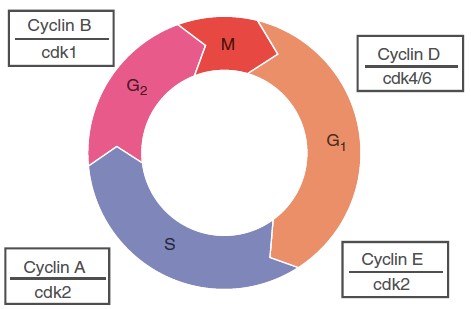 Cyclin B
cdk1
M
Cyclin D
cdk4/6
G2
G1
S
Cyclin A
cdk2
Cyclin E
cdk2